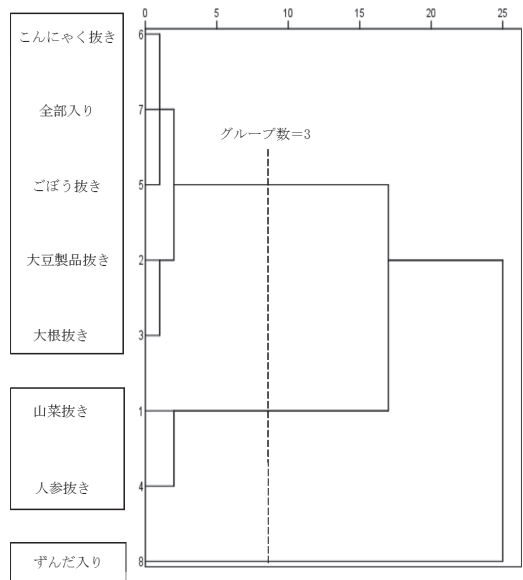 0 5 10 15 20 25
こんにゃく抜き 6
全部入り 7
グループ数＝3
ごぼう抜き 5
大豆製品抜き 2
大根抜き 3
山菜抜き 1
人参抜き 4
ずんだ入り 8